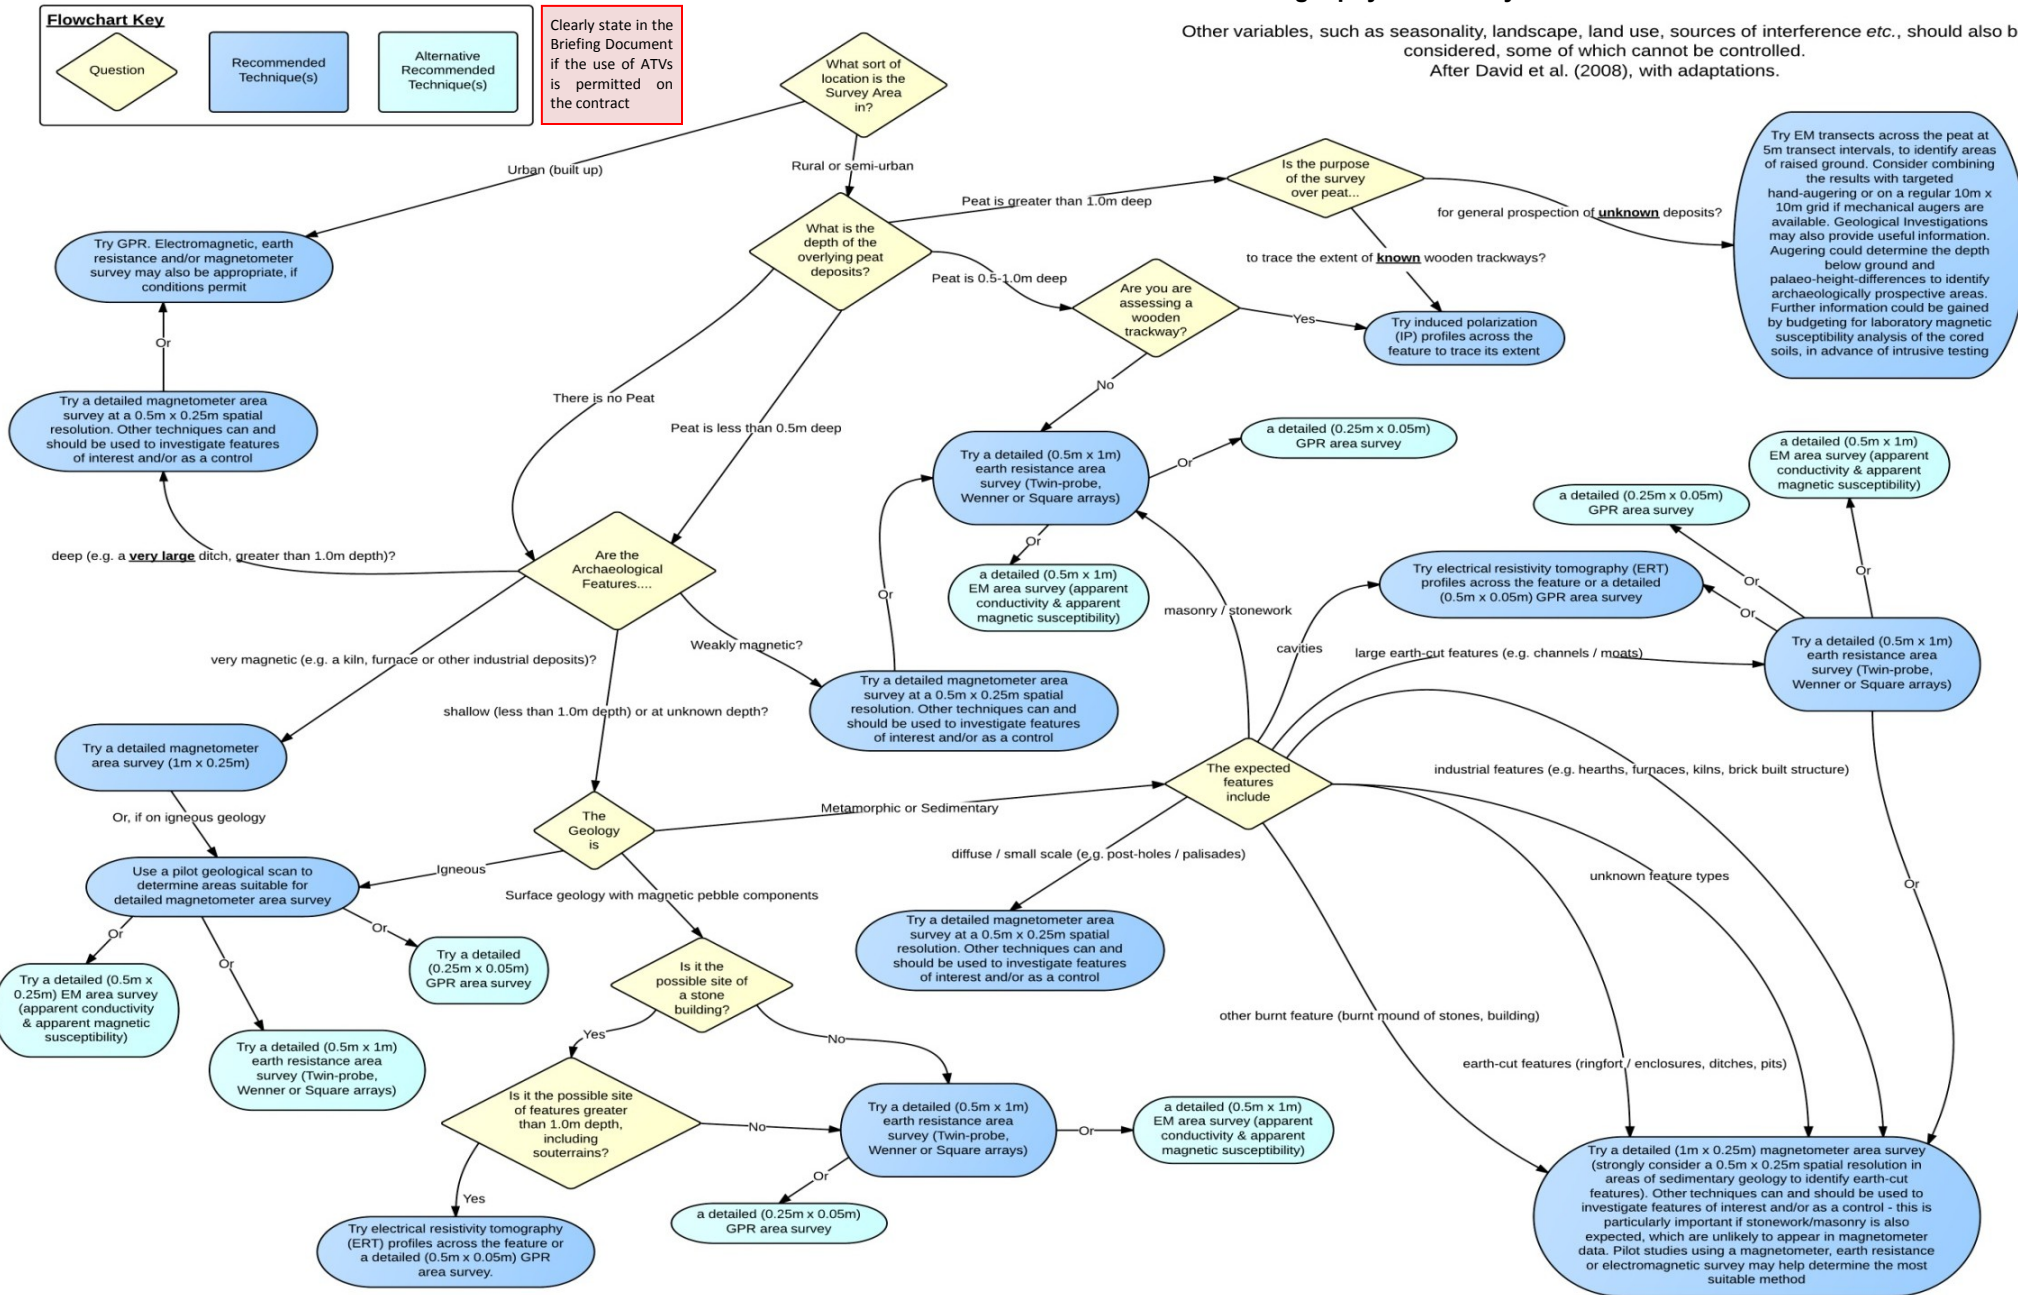 Flowchart Key
Question
Recommended
Technique(s)
Alternative
Recommended
Technique(s)
Clearly state in the
Briefing Document
if the use of ATVs
is permitted on
the contract
Other variables, such as seasonality, landscape, land use, sources of interference etc., should also b
considered, some of which cannot be controlled.
After David et al. (2008), with adaptations.
What sort of
location is the
Survey Area
in?
Urban (built up)
Rural or semi-urban
Try GPR. Electromagnetic, earth
resistance and/or magnetometer
survey may also be appropriate, if
conditions permit
Or
Try a detailed magnetometer area
survey at a 0.5m x 0.25m spatial
resolution. Other techniques can and
should be used to investigate features
of interest and/or as a control
deep (e.g. a very large ditch, greater than 1.0m depth)?
What is the
depth of the
overlying peat
deposits?
Peat is greater than 1.0m deep
Peat is 0.5-1.0m deep
There is no Peat
Peat is less than 0.5m deep
Is the purpose
of the survey
over peat...
for general prospection of unknown deposits?
to trace the extent of known wooden trackways?
Try EM transects across the peat at
5m transect intervals, to identify areas
of raised ground. Consider combining
the results with targeted
hand-augering or on a regular 10m x
10m grid if mechanical augers are
available. Geological Investigations
may also provide useful information.
Augering could determine the depth
below ground and
palaeo-height-differences to identify
archaeologically prospective areas.
Further information could be gained
by budgeting for laboratory magnetic
susceptibility analysis of the cored
soils, in advance of intrusive testing
Are you are
assessing a
wooden
trackway?
Yes
Try induced polarization
(IP) profiles across the
feature to trace its extent
No
Try a detailed (0.5m x 1m)
earth resistance area
survey (Twin-probe,
Wenner or Square arrays)
Or
a detailed (0.25m x 0.05m)
GPR area survey
Or
a detailed (0.5m x 1m)
EM area survey (apparent
conductivity & apparent
magnetic susceptibility)
Are the
Archaeological
Features....
very magnetic (e.g. a kiln, furnace or other industrial deposits)?
shallow (less than 1.0m depth) or at unknown depth?
Weakly magnetic?
Or
Try a detailed magnetometer area
survey at a 0.5m x 0.25m spatial
resolution. Other techniques can and
should be used to investigate features
of interest and/or as a control
Try a detailed magnetometer
area survey (1m x 0.25m)
Or, if on igneous geology
Use a pilot geological scan to
determine areas suitable for
detailed magnetometer area survey
Or
Or
Or
Try a detailed (0.5m x
0.25m) EM area survey
(apparent conductivity
& apparent magnetic
susceptibility)
Try a detailed (0.5m x 1m)
earth resistance area
survey (Twin-probe,
Wenner or Square arrays)
Try a detailed
(0.25m x 0.05m)
GPR area survey
The
Geology
is
Igneous
Metamorphic or Sedimentary
Surface geology with magnetic pebble components
Is it the
possible site of
a stone
building?
Yes
No
Is it the possible site
of features greater
than 1.0m depth,
including
souterrains?
No
Yes
Try electrical resistivity tomography
(ERT) profiles across the feature or
a detailed (0.5m x 0.05m) GPR
area survey.
Try a detailed (0.5m x 1m)
earth resistance area
survey (Twin-probe,
Wenner or Square arrays)
Or
a detailed (0.5m x 1m)
EM area survey (apparent
conductivity & apparent
magnetic susceptibility)
Or
a detailed (0.25m x 0.05m)
GPR area survey
The expected
features
include
masonry / stonework
cavities
large earth-cut features (e.g. channels / moats)
industrial features (e.g. hearths, furnaces, kilns, brick built structure)
unknown feature types
earth-cut features (ringfort / enclosures, ditches, pits)
other burnt feature (burnt mound of stones, building)
diffuse / small scale (e.g. post-holes / palisades)
Try a detailed magnetometer area
survey at a 0.5m x 0.25m spatial
resolution. Other techniques can and
should be used to investigate features
of interest and/or as a control
Try electrical resistivity tomography (ERT)
profiles across the feature or a detailed
(0.5m x 0.05m) GPR area survey
a detailed (0.25m x 0.05m)
GPR area survey
a detailed (0.5m x 1m)
EM area survey (apparent
conductivity & apparent
magnetic susceptibility)
Or
Or
Or
Try a detailed (0.5m x 1m)
earth resistance area
survey (Twin-probe,
Wenner or Square arrays)
Or
Try a detailed (1m x 0.25m) magnetometer area survey
(strongly consider a 0.5m x 0.25m spatial resolution in
areas of sedimentary geology to identify earth-cut
features). Other techniques can and should be used to
investigate features of interest and/or as a control - this is
particularly important if stonework/masonry is also
expected, which are unlikely to appear in magnetometer
data. Pilot studies using a magnetometer, earth resistance
or electromagnetic survey may help determine the most
suitable method